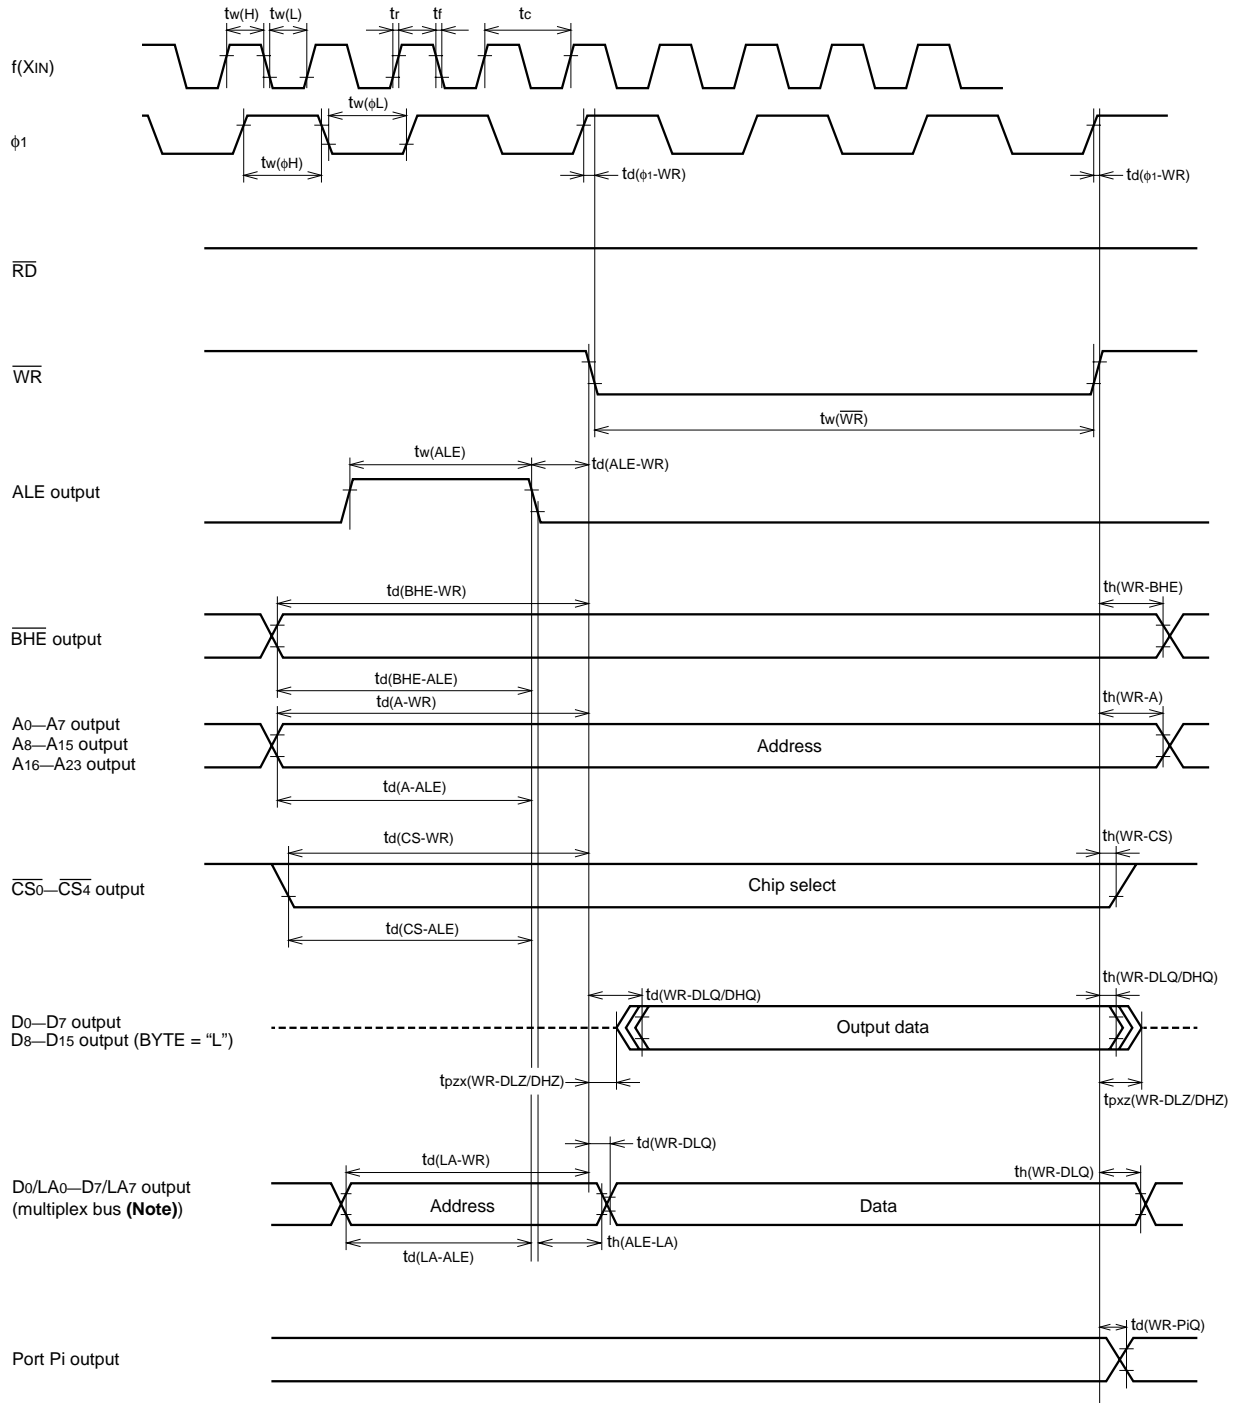 tw(H) tw(L) tr tf tc
f(XIN)
tw(ϕL)
ϕ1
tw(ϕH)
td(ϕ1-WR) td(ϕ1-WR)
R̅D̅
W̅R̅
tw(W̅R̅)
tw(ALE)
td(ALE-WR)
ALE output
td(BHE-WR) th(WR-BHE)
B̅H̅E̅ output
td(BHE-ALE)
td(A-WR) th(WR-A)
A0—A7 output
A8—A15 output Address
A16—A23 output
td(A-ALE)
td(CS-WR) th(WR-CS)
C̅S̅0̅—C̅S̅4̅ output Chip select
td(CS-ALE)
th(WR-DLQ/DHQ)
td(WR-DLQ/DHQ)
D0—D7 output Output data
D8—D15 output (BYTE = “L”)
tpzx(WR-DLZ/DHZ)
tpxz(WR-DLZ/DHZ)
td(WR-DLQ)
td(LA-WR) th(WR-DLQ)
D0/LA0—D7/LA7 output
(multiplex bus (Note)) Address Data
td(LA-ALE) th(ALE-LA)
td(WR-PiQ)
Port Pi output